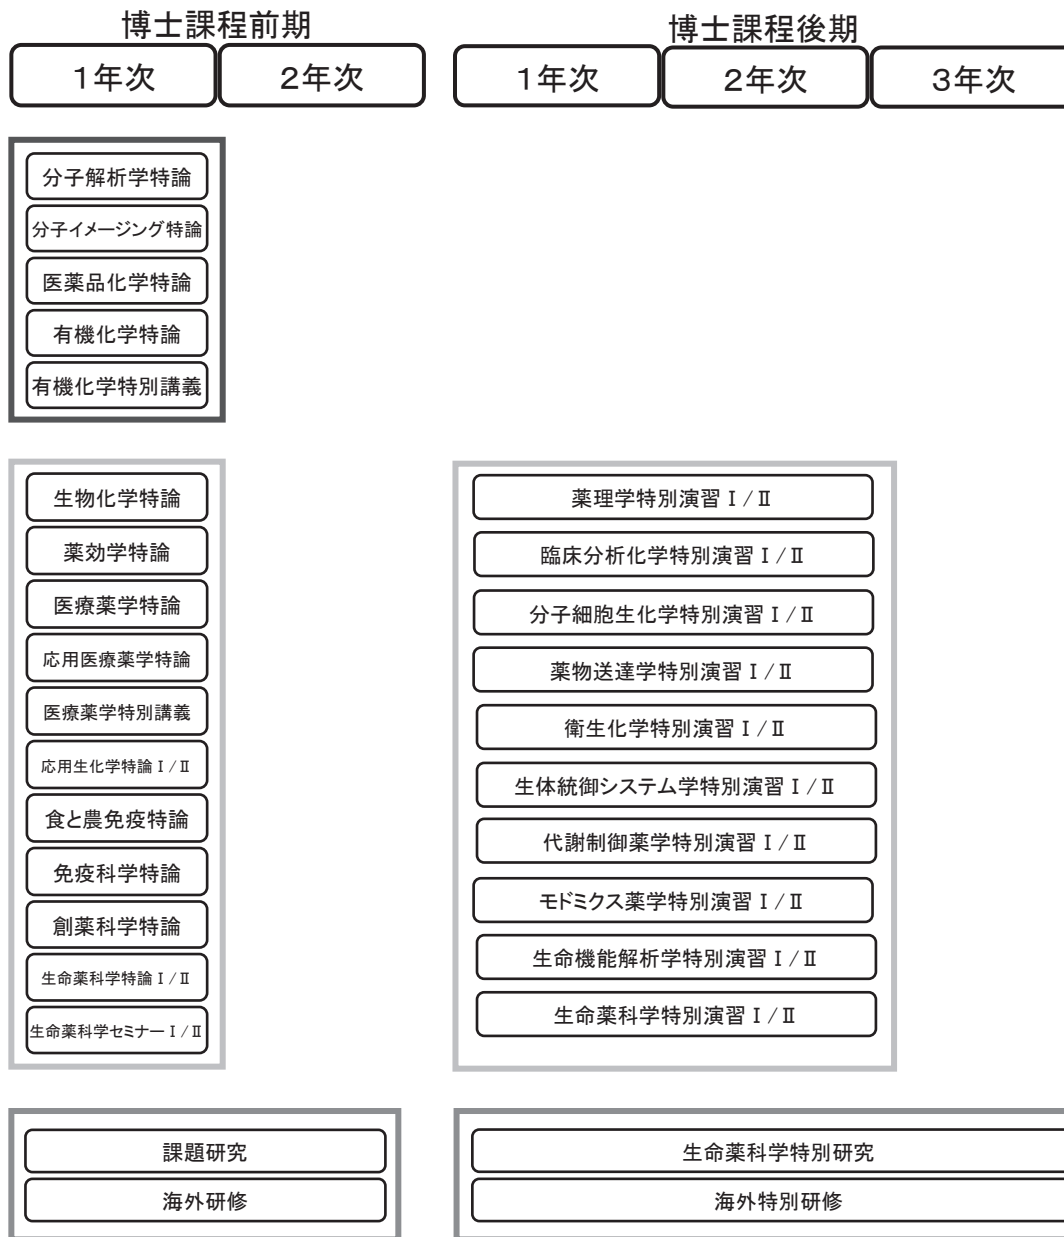 博士課程前期
博士課程後期
1年次
2年次
1年次
2年次
3年次
分子解析学特論
分子イメージング特論
医薬品化学特論
有機化学特論
有機化学特別講義
生物化学特論
薬効学特論
医療薬学特論
応用医療薬学特論
医療薬学特別講義
応用生化学特論Ⅰ/Ⅱ
食と農免疫特論
免疫科学特論
創薬科学特論
生命薬科学特論Ⅰ/Ⅱ
生命薬科学セミナーⅠ/Ⅱ
薬理学特別演習Ⅰ/Ⅱ
臨床分析化学特別演習Ⅰ/Ⅱ
分子細胞生化学特別演習Ⅰ/Ⅱ
薬物送達学特別演習Ⅰ/Ⅱ
衛生化学特別演習Ⅰ/Ⅱ
生体統御システム学特別演習Ⅰ/Ⅱ
代謝制御薬学特別演習Ⅰ/Ⅱ
モドミクス薬学特別演習Ⅰ/Ⅱ
生命機能解析学特別演習Ⅰ/Ⅱ
生命薬科学特別演習Ⅰ/Ⅱ
課題研究
海外研修
生命薬科学特別研究
海外特別研修